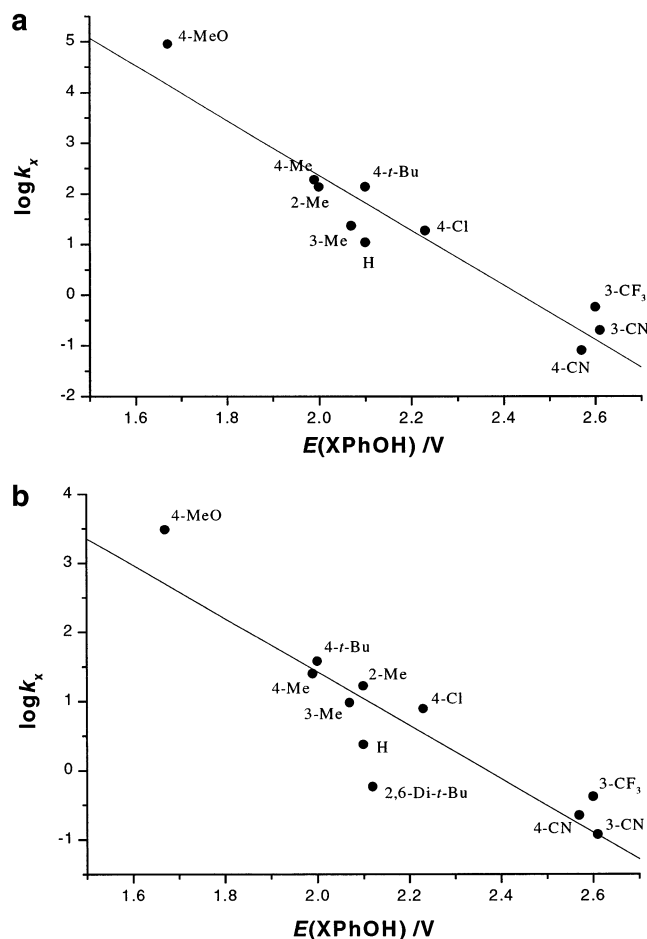 a
5
4
3
2
1
0
-1
-2
logkₓ
4-MeO
4-Me
4-t-Bu
2-Me
3-Me
4-Cl
H
3-CF₃
3-CN
4-CN
1.6 1.8 2.0 2.2 2.4 2.6
E(XPhOH) /V
b
4
3
2
1
0
-1
logkₓ
4-MeO
4-t-Bu
4-Me
2-Me
3-Me
4-Cl
H
2,6-Di-t-Bu
3-CF₃
4-CN
3-CN
1.6 1.8 2.0 2.2 2.4 2.6
E(XPhOH) /V